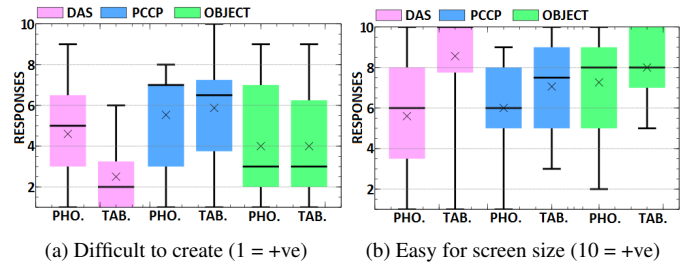 DAS PCCP OBJECT
RESPONSES
10
8
6
4
2
PHO. TAB. PHO. TAB. PHO. TAB.
(a) Difficult to create (1 = +ve)
DAS PCCP OBJECT
RESPONSES
10
8
6
4
2
PHO. TAB. PHO. TAB. PHO. TAB.
(b) Easy for screen size (10 = +ve)